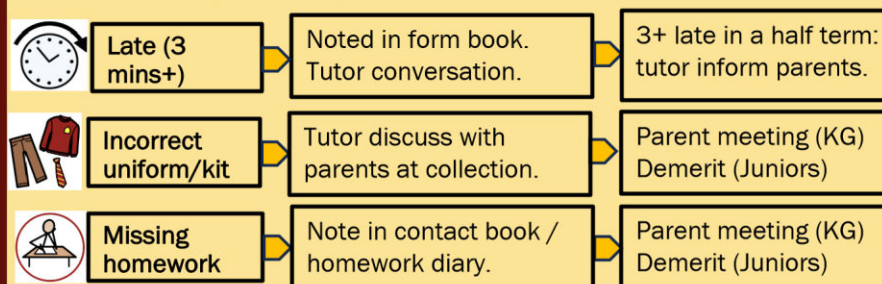 Late (3
mins+)
Noted in form book.
Tutor conversation.
3+ late in a half term:
tutor inform parents.
Incorrect
uniform/kit
Tutor discuss with
parents at collection.
Parent meeting (KG)
Demerit (Juniors)
Missing
homework
Note in contact book /
homework diary.
Parent meeting (KG)
Demerit (Juniors)